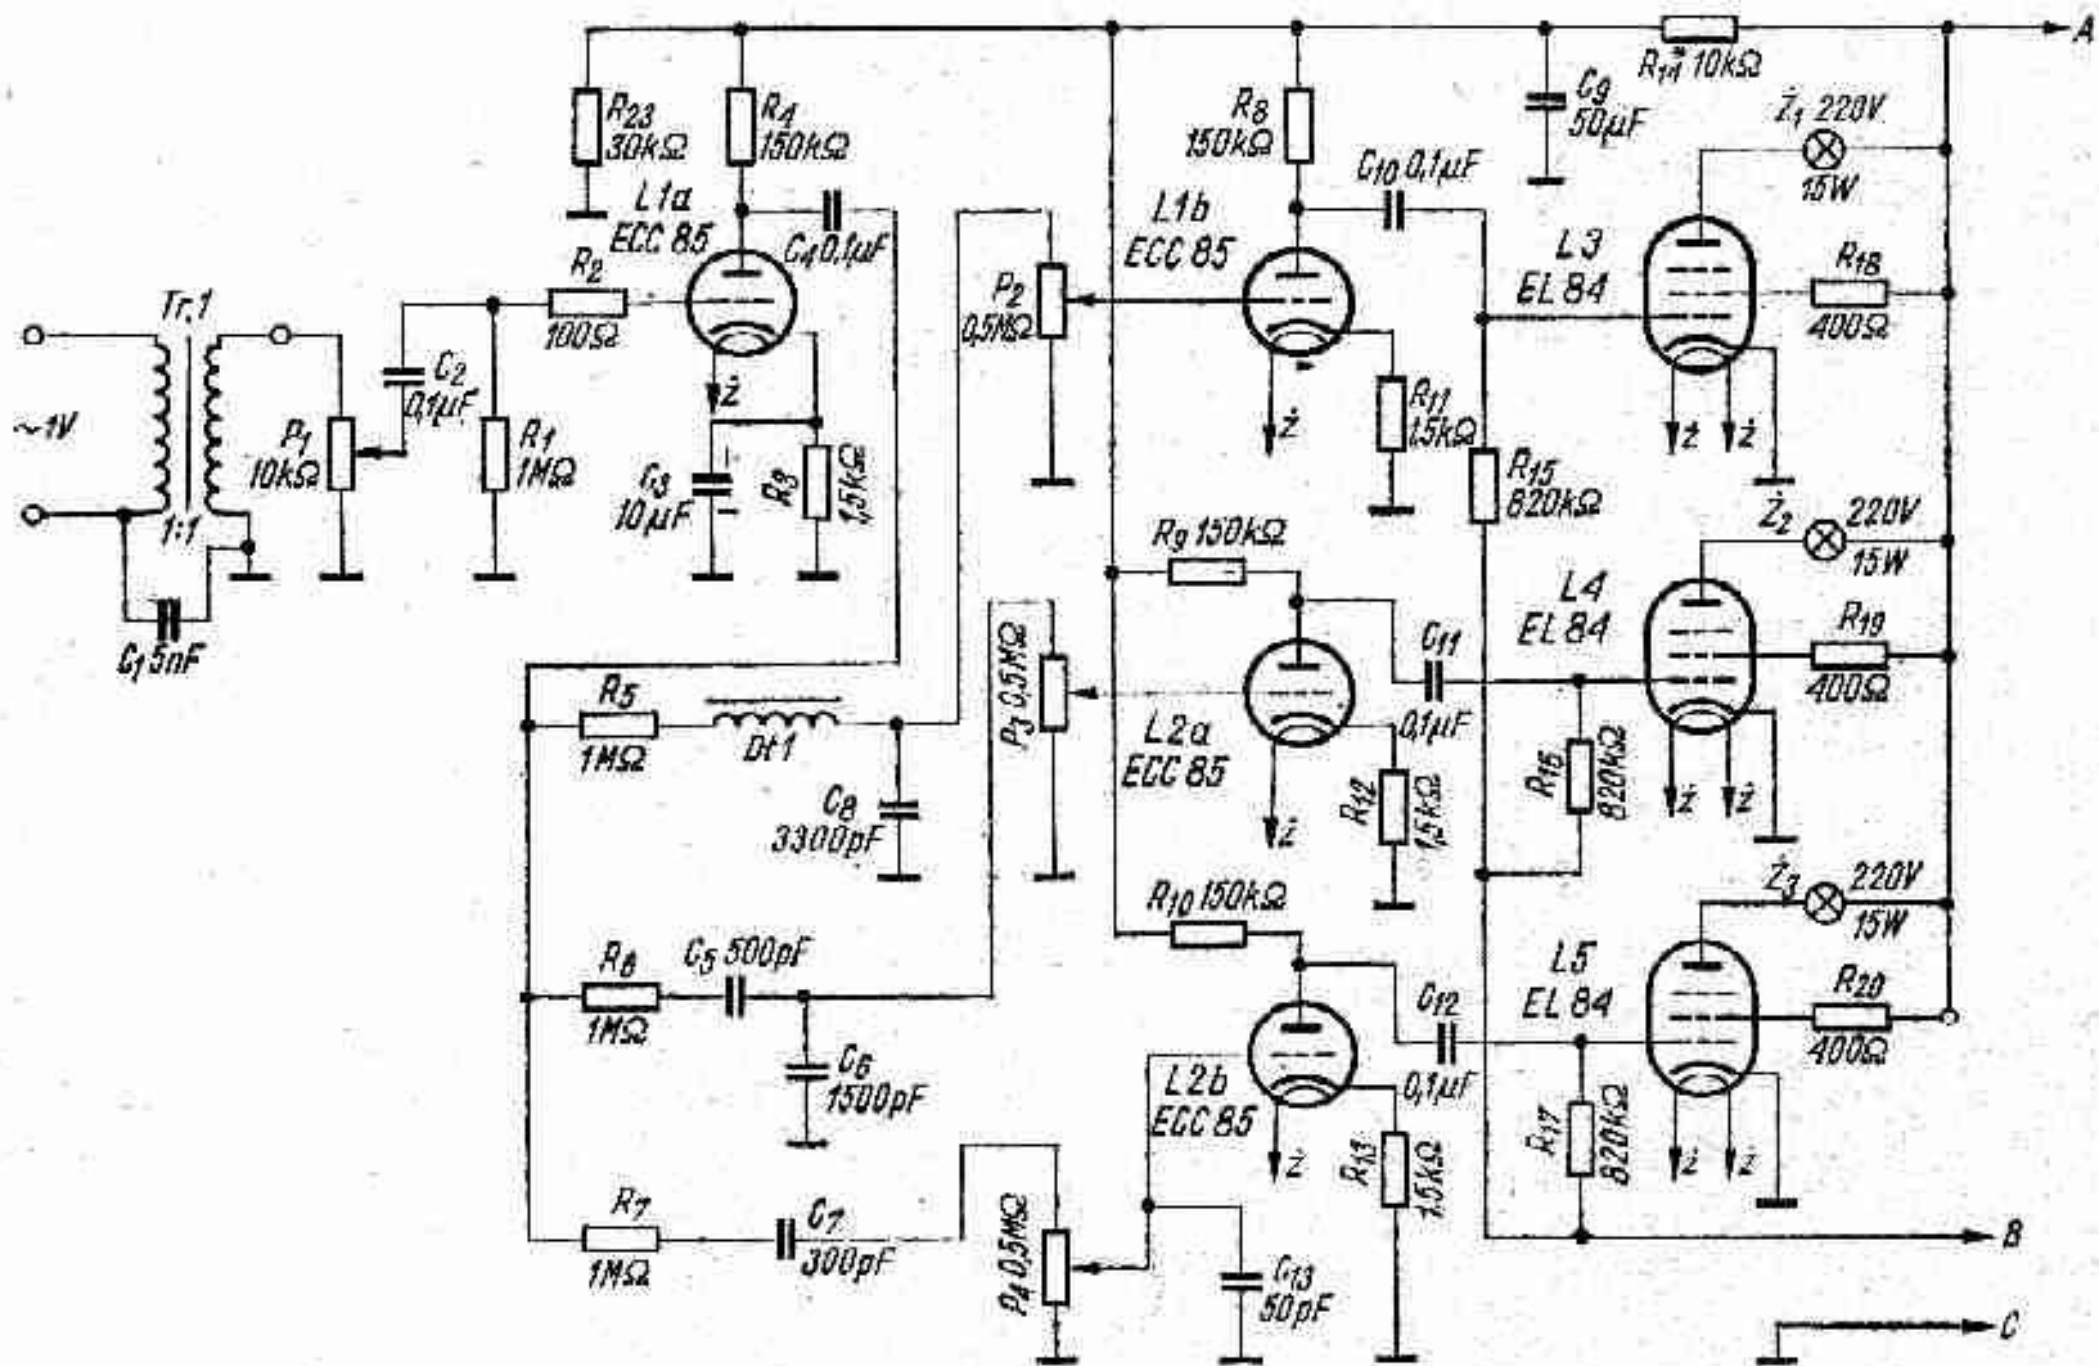 A
R14* 10kΩ
R23
30kΩ
R4
150kΩ
R8
150kΩ
C9
50μF
Ż1 220V
15W
C10 0,1μF
L1a
ECC 85
C4 0,1μF
L1b
ECC 85
L3
EL 84
R18
400Ω
Tr.1
R2
100Ω
P2
0,5MΩ
~1V
1:1
P1
10kΩ
C2
0,1μF
R1
1MΩ
ż
C3
10μF
+
−
R3
1,5kΩ
ż
R11
1,5kΩ
R15
820kΩ
ż
ż
C1 5nF
R9 150kΩ
Ż2
220V
15W
L4
EL 84
R19
400Ω
R5
1MΩ
Dt1
P3 0,5MΩ
L2a
ECC 85
C11
0,1μF
C8
3300pF
ż
R12
1,5kΩ
R16
820kΩ
ż
ż
R10 150kΩ
Ż3
220V
15W
R6
1MΩ
C5 500pF
C6
1500pF
L2b
ECC 85
C12
0,1μF
L5
EL 84
R20
400Ω
R7
1MΩ
C7
300pF
P4 0,5MΩ
ż
R13
1,5kΩ
R17
820kΩ
ż
ż
C13
50pF
B
C